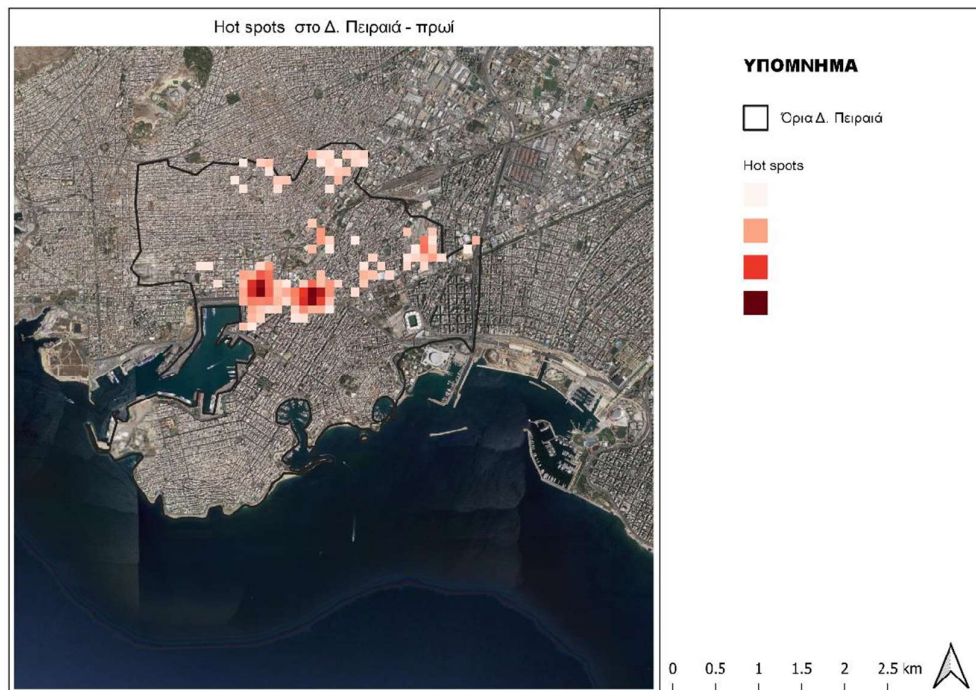 Hot spots στο Δ. Πειραιά - πρωί
ΥΠΟΜΝΗΜΑ
Όρια Δ. Πειραιά
Hot spots
0 0.5 1 1.5 2 2.5 km